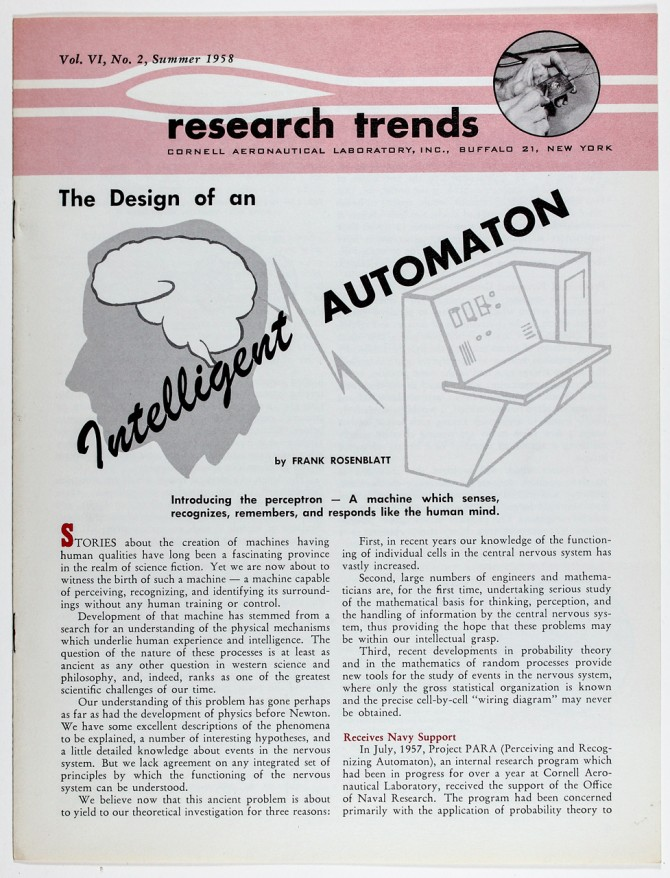 Vol. VI, No. 2, Summer 1958
research trends
CORNELL AERONAUTICAL LABORATORY, INC., BUFFALO 21, NEW YORK
The Design of an
Intelligent
AUTOMATON
by FRANK ROSENBLATT
Introducing the perceptron — A machine which senses,
recognizes, remembers, and responds like the human mind.
STORIES about the creation of machines having
human qualities have long been a fascinating province
in the realm of science fiction. Yet we are now about to
witness the birth of such a machine — a machine capable
of perceiving, recognizing, and identifying its surround-
ings without any human training or control.
Development of that machine has stemmed from a
search for an understanding of the physical mechanisms
which underlie human experience and intelligence. The
question of the nature of these processes is at least as
ancient as any other question in western science and
philosophy, and, indeed, ranks as one of the greatest
scientific challenges of our time.
Our understanding of this problem has gone perhaps
as far as had the development of physics before Newton.
We have some excellent descriptions of the phenomena
to be explained, a number of interesting hypotheses, and
a little detailed knowledge about events in the nervous
system. But we lack agreement on any integrated set of
principles by which the functioning of the nervous
system can be understood.
We believe now that this ancient problem is about
to yield to our theoretical investigation for three reasons:
First, in recent years our knowledge of the function-
ing of individual cells in the central nervous system has
vastly increased.
Second, large numbers of engineers and mathema-
ticians are, for the first time, undertaking serious study
of the mathematical basis for thinking, perception, and
the handling of information by the central nervous sys-
tem, thus providing the hope that these problems may
be within our intellectual grasp.
Third, recent developments in probability theory
and in the mathematics of random processes provide
new tools for the study of events in the nervous system,
where only the gross statistical organization is known
and the precise cell-by-cell “wiring diagram” may never
be obtained.
Receives Navy Support
In July, 1957, Project PARA (Perceiving and Recog-
nizing Automaton), an internal research program which
had been in progress for over a year at Cornell Aero-
nautical Laboratory, received the support of the Office
of Naval Research. The program had been concerned
primarily with the application of probability theory to